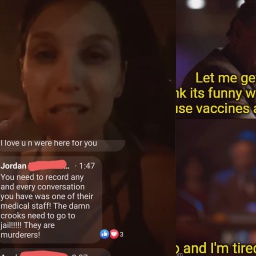 I love u n were here for you
Jordan
1:47
You need to record any
and every conversation
you have was one of their
medical staff! The damn
crooks need to go to
jail!!!!! They are
murderers!
3
Let me ge
nk its funny w
use vaccines a
and I'm tired